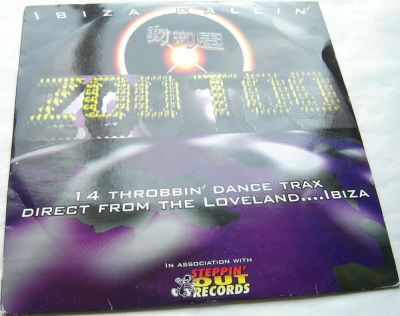 IBIZA CALLIN'
動物園
ZOO TOO
14 THROBBIN' DANCE TRAX
DIRECT FROM THE LOVELAND....IBIZA
IN ASSOCIATION WITH
STEPPIN'
OUT
RECORDS